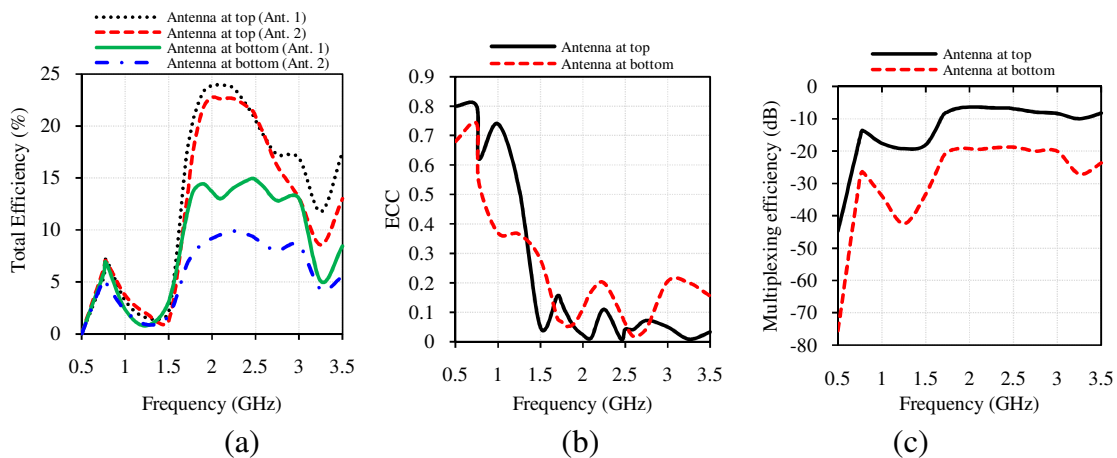 Antenna at top (Ant. 1)
Antenna at top (Ant. 2)
Antenna at bottom (Ant. 1)
Antenna at bottom (Ant. 2)
25
20
15
10
5
0
Total Efficiency (%)
0.5 1 1.5 2 2.5 3 3.5
Frequency (GHz)
(a)
Antenna at top
Antenna at bottom
0.9
0.8
0.7
0.6
0.5
0.4
0.3
0.2
0.1
0
ECC
0.5 1 1.5 2 2.5 3 3.5
Frequency (GHz)
(b)
Antenna at top
Antenna at bottom
-0
-10
-20
-30
-40
-50
-60
-70
-80
Multiplexing efficiency (dB)
0.5 1 1.5 2 2.5 3 3.5
Frequency (GHz)
(c)